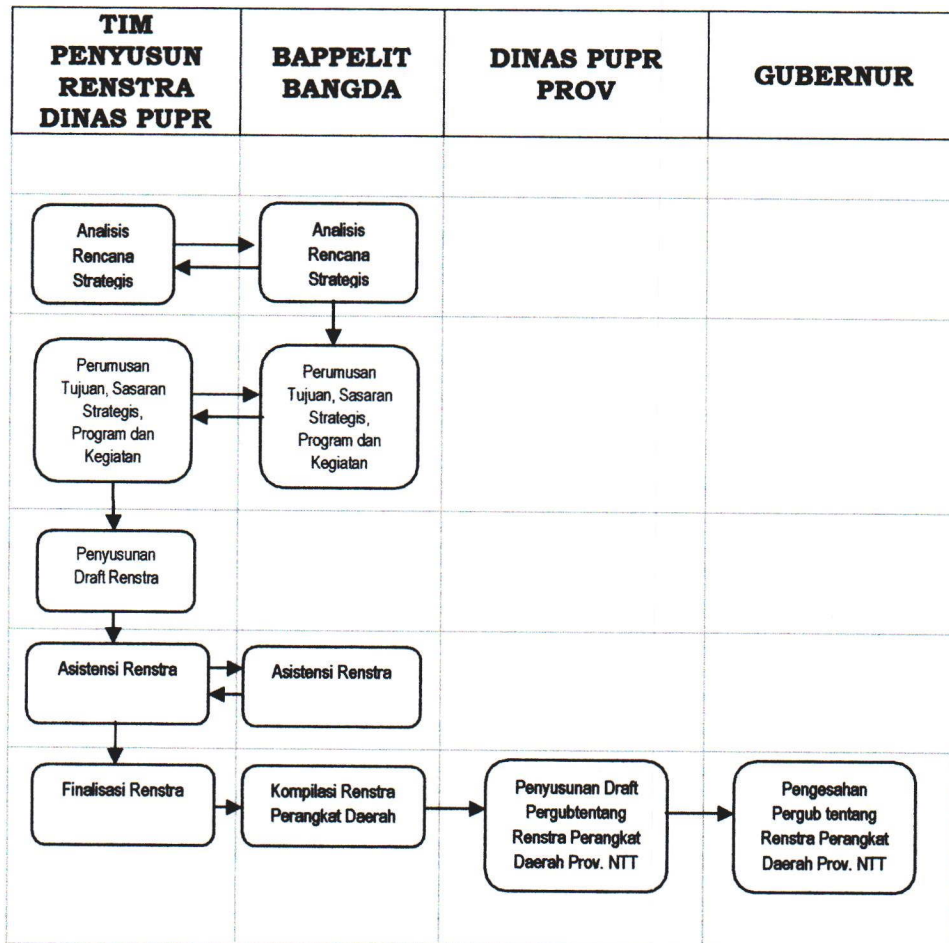 TIM
PENYUSUN
RENSTRA
DINAS PUPR
BAPPELIT
BANGDA
DINAS PUPR
PROV
GUBERNUR
Analisis
Rencana
Strategis
Analisis
Rencana
Strategis
Perumusan
Tujuan, Sasaran
Strategis,
Program dan
Kegiatan
Perumusan
Tujuan, Sasaran
Strategis,
Program dan
Kegiatan
Penyusunan
Draft Renstra
Asistensi Renstra
Asistensi Renstra
Finalisasi Renstra
Kompilasi Renstra
Perangkat Daerah
Penyusunan Draft
Pergubtentang
Renstra Perangkat
Daerah Prov. NTT
Pengesahan
Pergub tentang
Renstra Perangkat
Daerah Prov. NTT